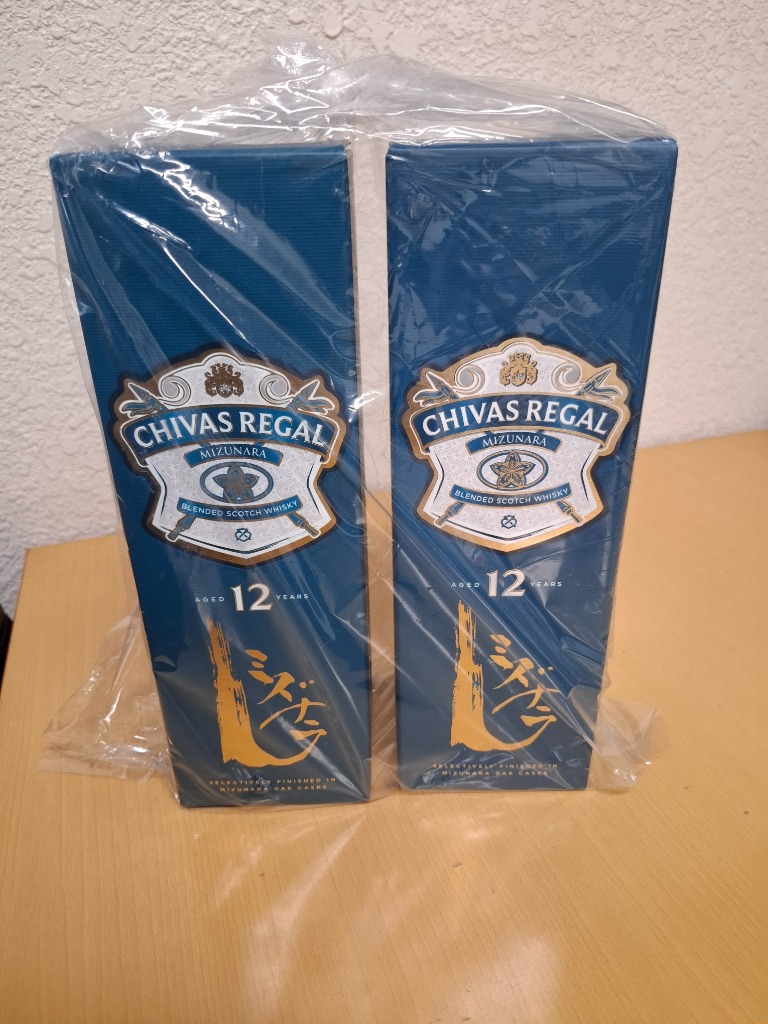 CHIVAS REGAL
MIZUNARA
BLENDED SCOTCH WHISKY
AGED 12 YEARS
ミズナラ
SELECTIVELY FINISHED IN
MIZUNARA OAK CASKS
CHIVAS REGAL
MIZUNARA
BLENDED SCOTCH WHISKY
AGED 12 YEARS
ミズナラ
SELECTIVELY FINISHED IN
MIZUNARA OAK CASKS